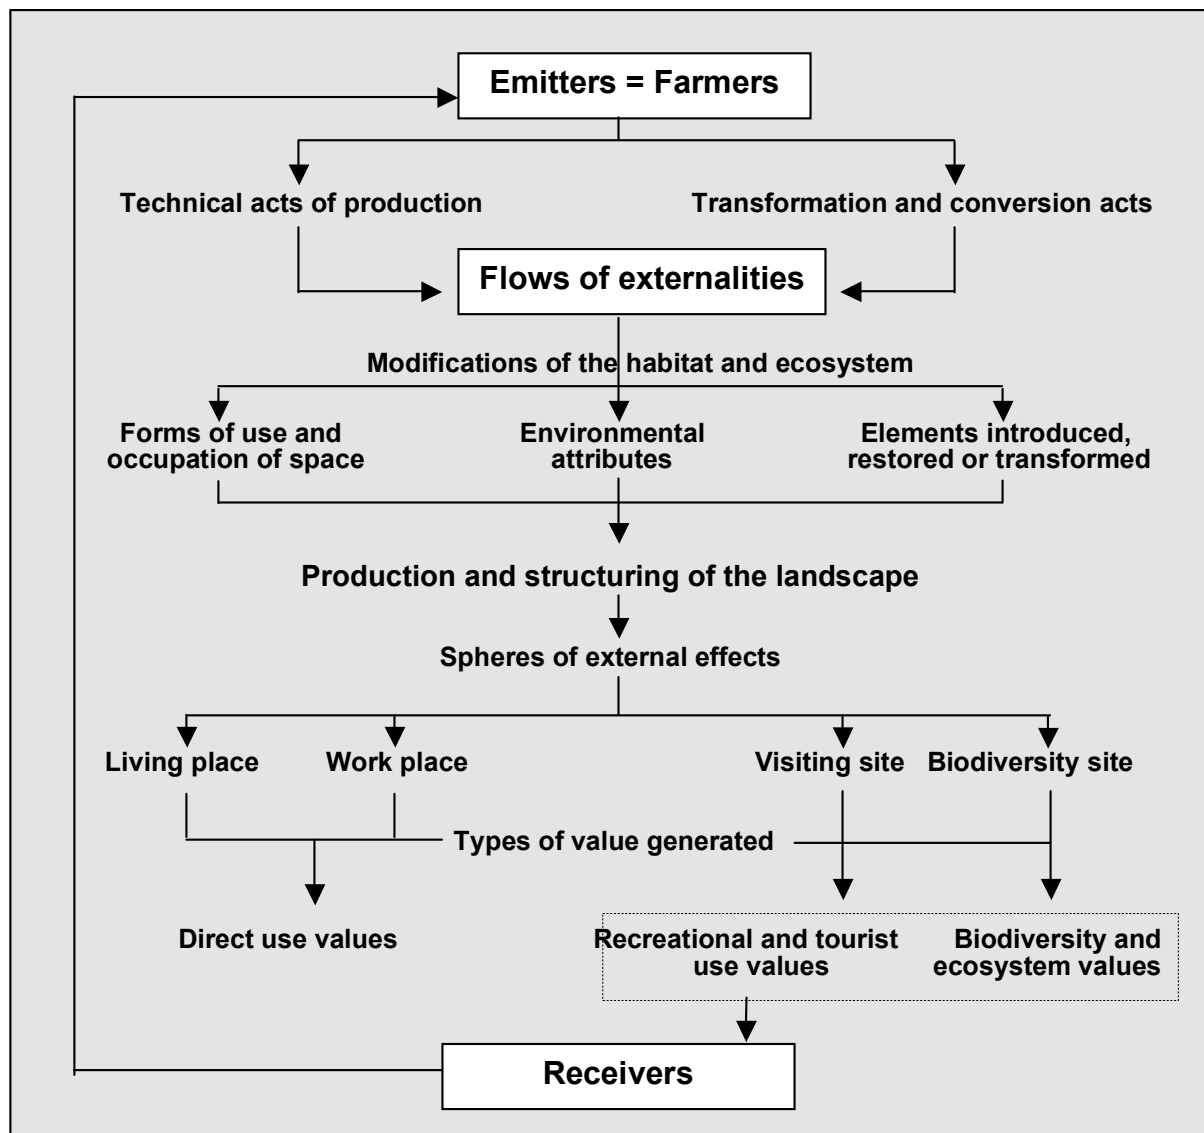 Emitters = Farmers
Technical acts of production
Transformation and conversion acts
Flows of externalities
Modifications of the habitat and ecosystem
Forms of use and
occupation of space
Environmental
attributes
Elements introduced,
restored or transformed
Production and structuring of the landscape
Spheres of external effects
Living place
Work place
Visiting site
Biodiversity site
Types of value generated
Direct use values
Recreational and tourist
use values
Biodiversity and
ecosystem values
Receivers